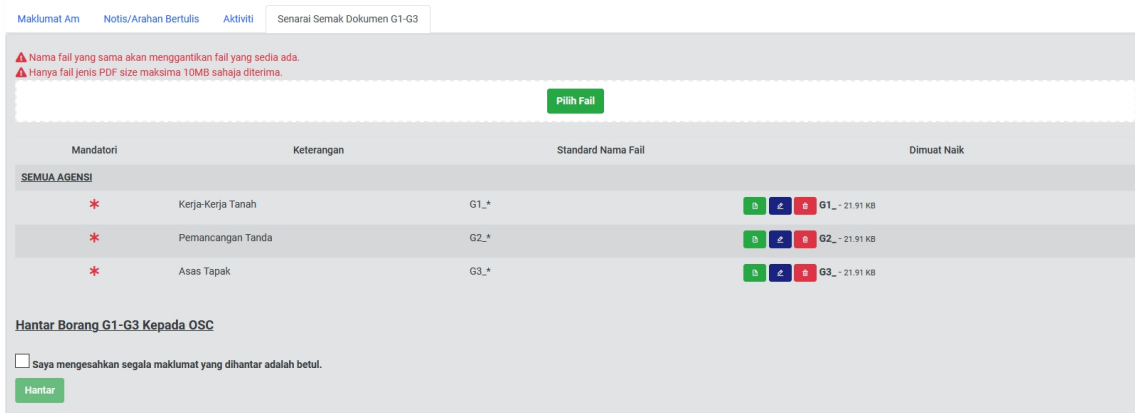 Maklumat Am Notis/Arahan Bertulis Aktiviti Senarai Semak Dokumen G1-G3
Nama fail yang sama akan menggantikan fail yang sedia ada.
Hanya fail jenis PDF size maksima 10MB sahaja diterima.
Pilih Fail
Mandatori Keterangan Standard Nama Fail Dimuat Naik
SEMUA AGENSI
* Kerja-Kerja Tanah G1_* G1_ - 21.91 KB
* Pemancangan Tanda G2_* G2_ - 21.91 KB
* Asas Tapak G3_* G3_ - 21.91 KB
Hantar Borang G1-G3 Kepada OSC
Saya mengesahkan segala maklumat yang dihantar adalah betul.
Hantar